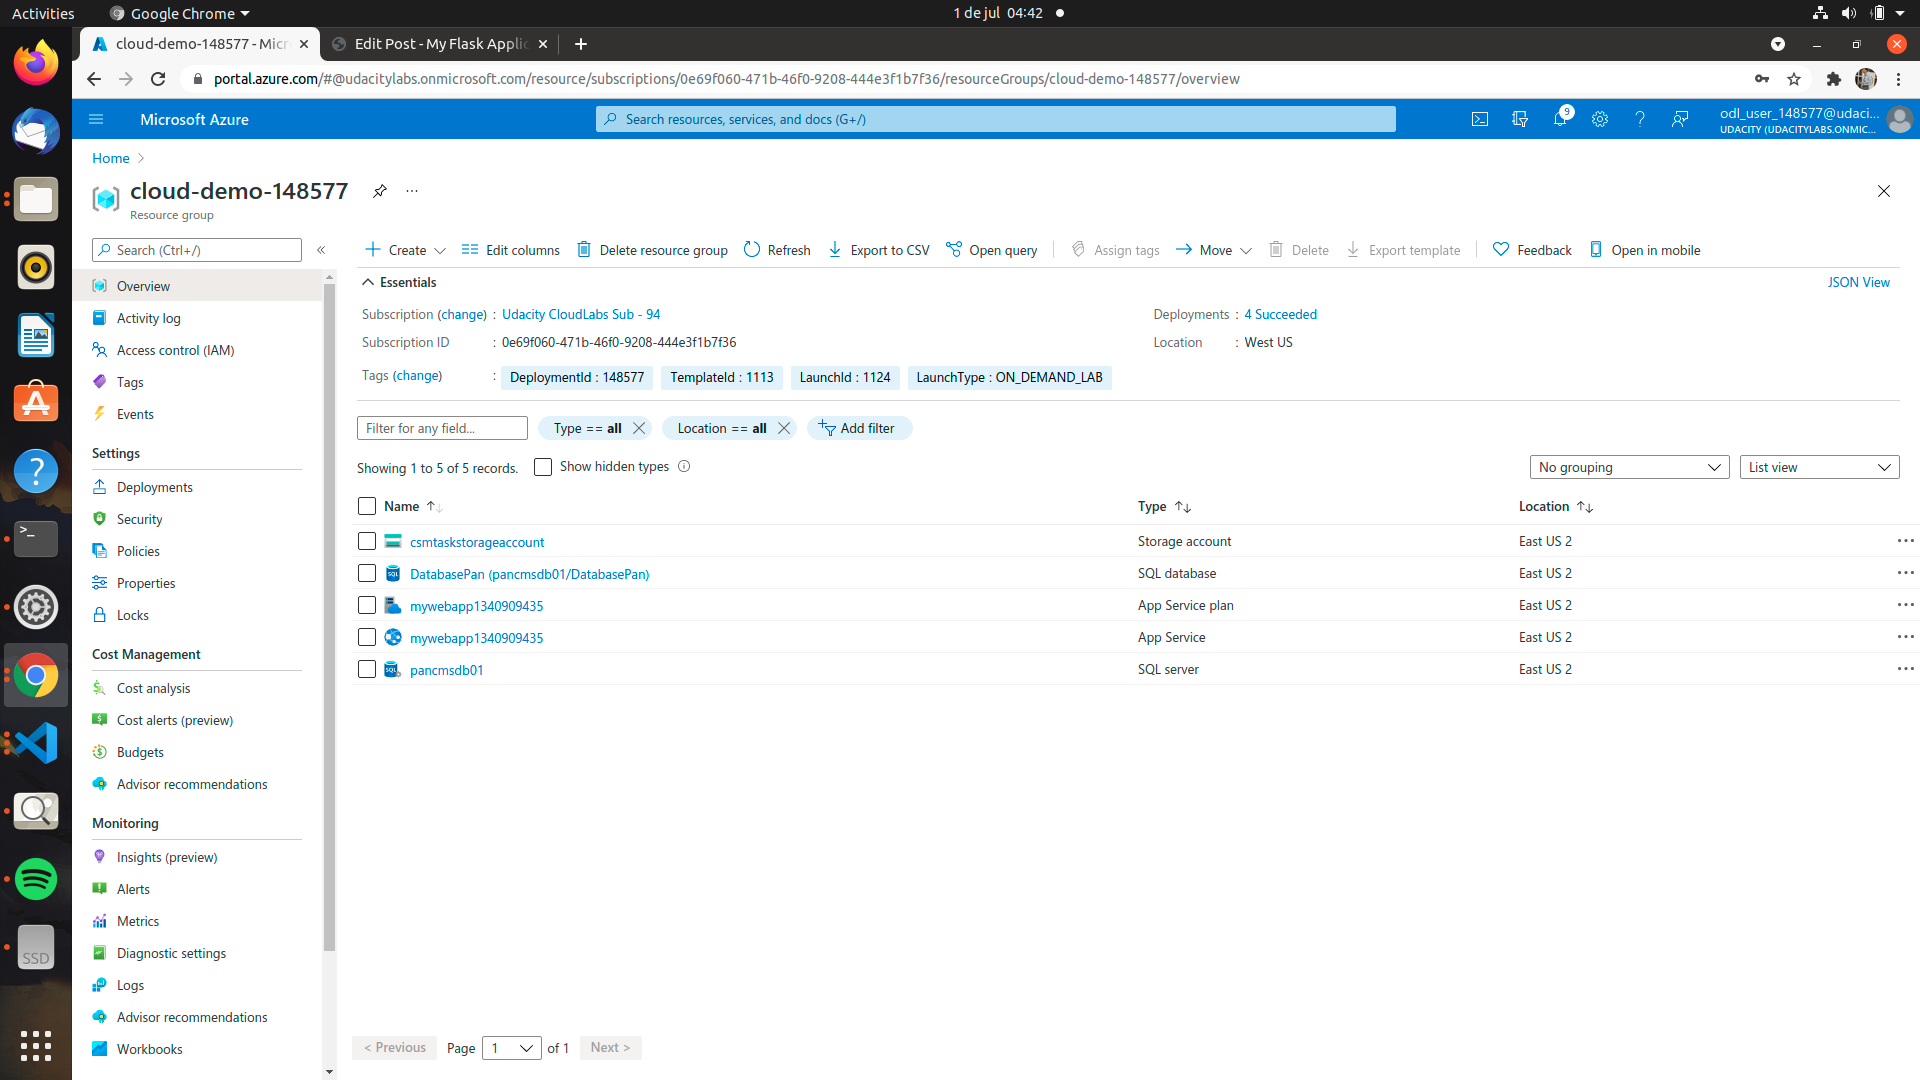 Activities
Google Chrome
1 de jul 04:42
cloud-demo-148577 - Micr
Edit Post - My Flask Applic
portal.azure.com/#@udacitylabs.onmicrosoft.com/resource/subscriptions/0e69f060-471b-46f0-9208-444e3f1b7f36/resourceGroups/cloud-demo-148577/overview
Microsoft Azure
Search resources, services, and docs (G+/)
9
odl_user_148577@udaci...
UDACITY (UDACITYLABS.ONMIC...
Home
cloud-demo-148577
Resource group
Search (Ctrl+/)
Create
Edit columns
Delete resource group
Refresh
Export to CSV
Open query
Assign tags
Move
Delete
Export template
Feedback
Open in mobile
Overview
Activity log
Access control (IAM)
Tags
Events
Settings
Deployments
Security
Policies
Properties
Locks
Cost Management
Cost analysis
Cost alerts (preview)
Budgets
Advisor recommendations
Monitoring
Insights (preview)
Alerts
Metrics
Diagnostic settings
Logs
Advisor recommendations
Workbooks
SSD
Essentials
JSON View
Subscription (change) : Udacity CloudLabs Sub - 94
Deployments : 4 Succeeded
Subscription ID : 0e69f060-471b-46f0-9208-444e3f1b7f36
Location : West US
Tags (change) : DeploymentId : 148577 TemplateId : 1113 LaunchId : 1124 LaunchType : ON_DEMAND_LAB
Filter for any field...
Type == all
Location == all
Add filter
Showing 1 to 5 of 5 records.
Show hidden types
No grouping
List view
Name Type Location
csmtaskstorageaccount Storage account East US 2
DatabasePan (pancmsdb01/DatabasePan) SQL database East US 2
mywebapp1340909435 App Service plan East US 2
mywebapp1340909435 App Service East US 2
pancmsdb01 SQL server East US 2
< Previous Page 1 of 1 Next >